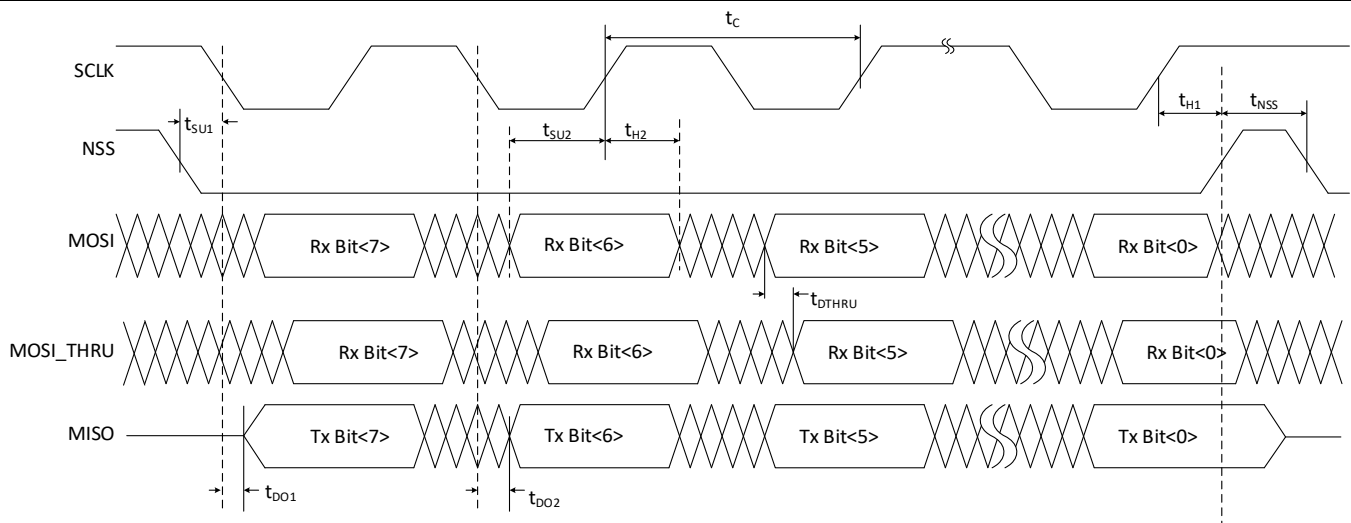 t_C
SCLK
t_H1 t_NSS
t_SU1 t_SU2 t_H2
NSS
MOSI Rx Bit<7> Rx Bit<6> Rx Bit<5> Rx Bit<0>
t_DTHRU
MOSI_THRU Rx Bit<7> Rx Bit<6> Rx Bit<5> Rx Bit<0>
MISO Tx Bit<7> Tx Bit<6> Tx Bit<5> Tx Bit<0>
t_DO1 t_DO2